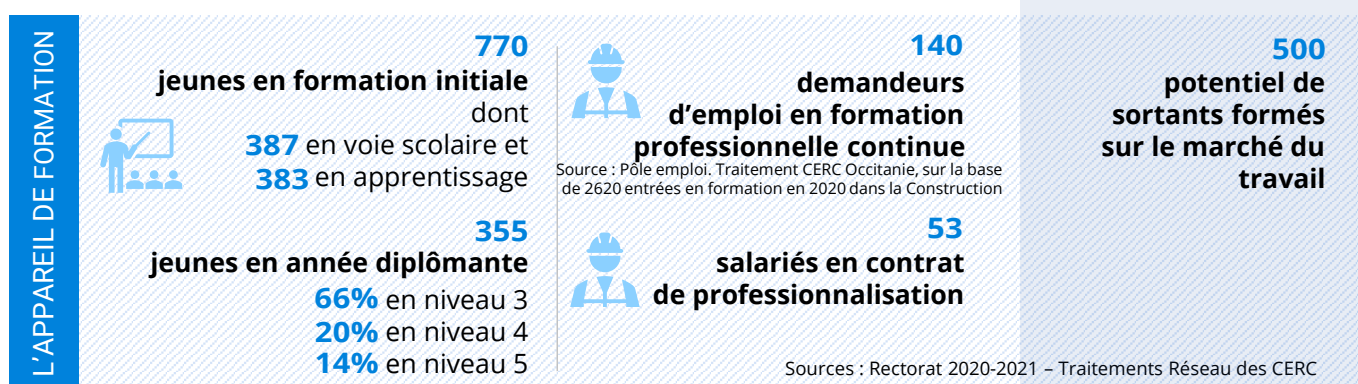 L'APPAREIL DE FORMATION
770
jeunes en formation initiale
dont
387 en voie scolaire et
383 en apprentissage
355
jeunes en année diplômante
66% en niveau 3
20% en niveau 4
14% en niveau 5
140
demandeurs
d'emploi en formation
professionnelle continue
Source : Pôle emploi. Traitement CERC Occitanie, sur la base
de 2620 entrées en formation en 2020 dans la Construction
53
salariés en contrat
de professionnalisation
500
potentiel de
sortants formés
sur le marché du
travail
Sources : Rectorat 2020-2021 – Traitements Réseau des CERC